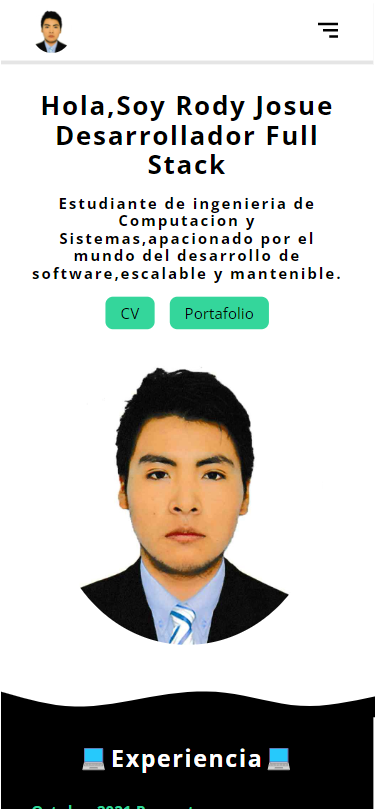 Hola,Soy Rody Josue
Desarrollador Full
Stack
Estudiante de ingenieria de
Computacion y
Sistemas,apacionado por el
mundo del desarrollo de
software,escalable y mantenible.
CV Portafolio
💻Experiencia💻